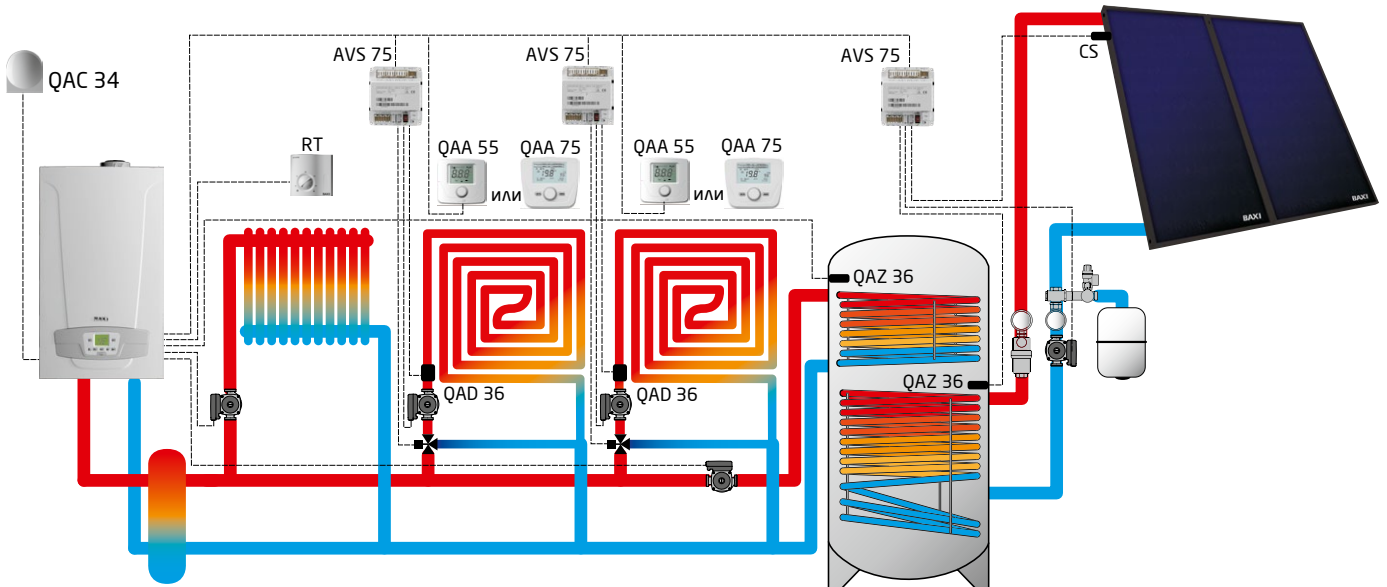 AVS 75
AVS 75
AVS 75
CS
QAC 34
RT
QAA 55
или
QAA 75
QAA 55
или
QAA 75
BAXI
BAXI
QAZ 36
QAZ 36
QAD 36
QAD 36
BAXI